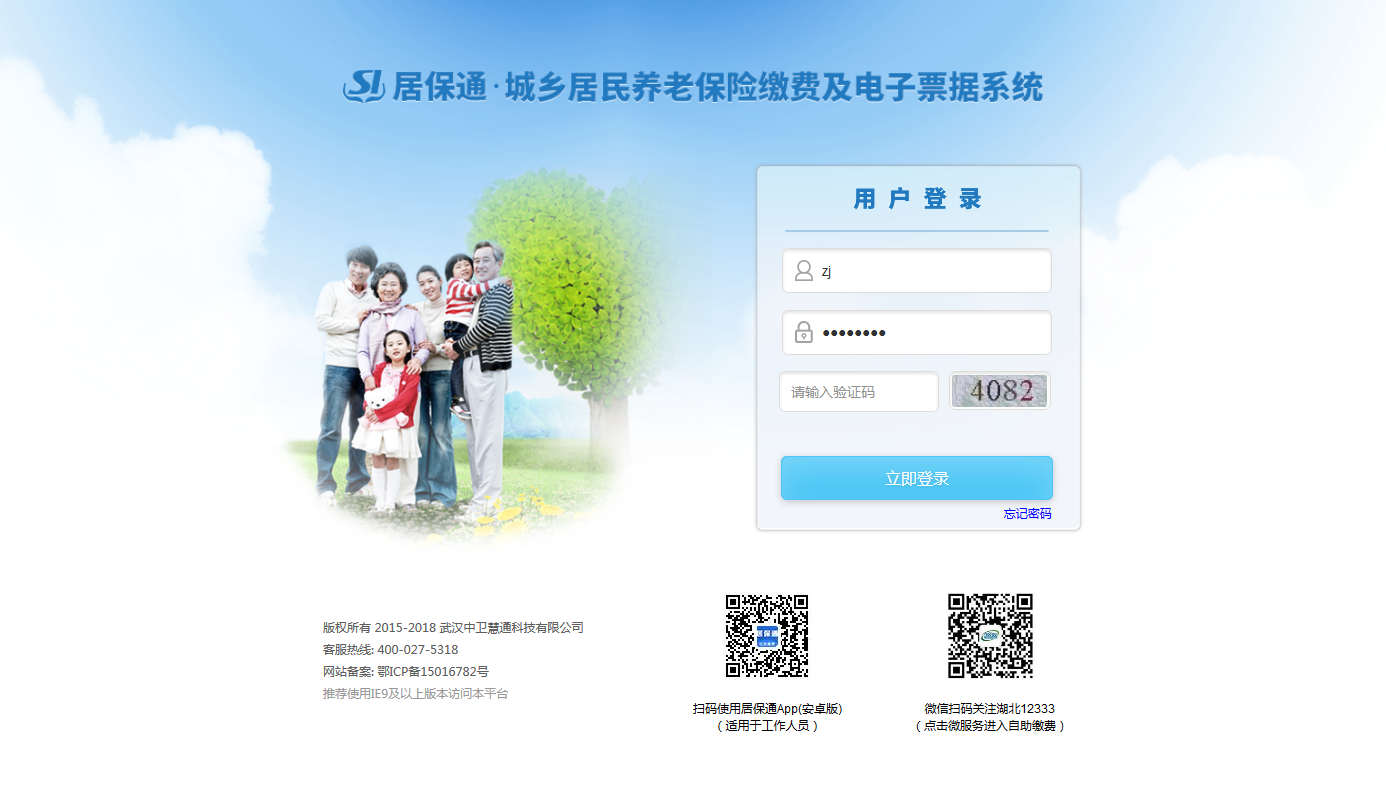 SI 居保通·城乡居民养老保险缴费及电子票据系统
用户登录
zj
••••••••
请输入验证码
4082
立即登录
忘记密码
版权所有 2015-2018 武汉中卫慧通科技有限公司
客服热线: 400-027-5318
网站备案: 鄂ICP备15016782号
推荐使用IE9及以上版本访问本平台
居保通
扫码使用居保通App(安卓版)
（适用于工作人员）
微信扫码关注湖北12333
（点击微服务进入自助缴费）